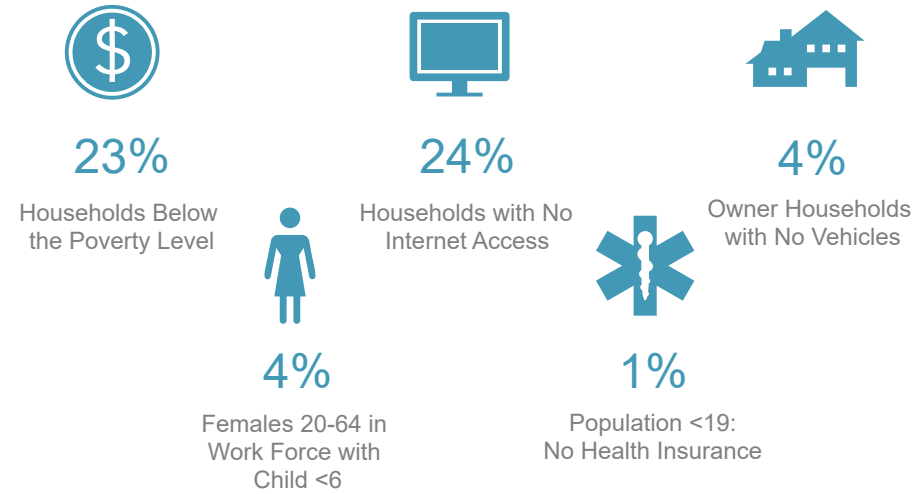 $
23%
Households Below
the Poverty Level
24%
Households with No
Internet Access
4%
Owner Households
with No Vehicles
4%
Females 20-64 in
Work Force with
Child <6
1%
Population <19:
No Health Insurance